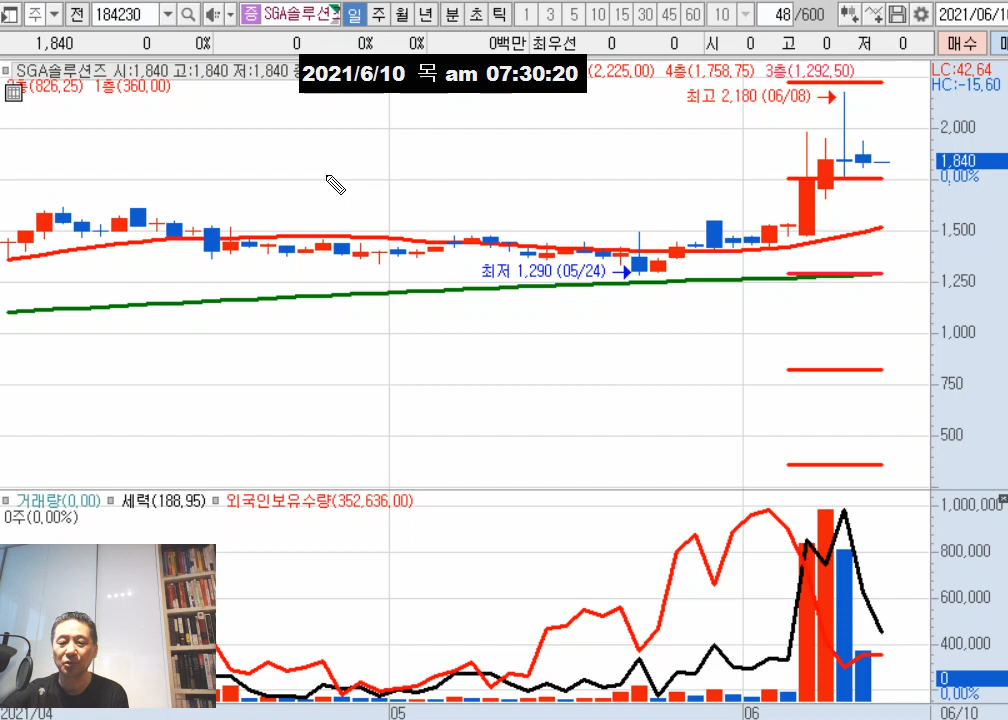 주 전 184230 증 SGA솔루션 일 주 월 년 분 초 틱 1 3 5 10 15 30 45 60 10 48 /600 2021/06/10
1,840 0 0% 0 0% 0% 0백만 최우선 0 0 시 0 고 0 저 0 매수
SGA솔루션즈 시:1,840 고:1,840 저:1,840
2021/6/10 목 am 07:30:20
(2,225,00) 4층(1,758,75) 3층(1,292,50)
LC:42,64
(826,25) 1층(360,00)
HC:-15,60
최고 2,180 (06/08)
2,000
1,840
0,00%
1,500
최저 1,290 (05/24)
1,250
1,000
750
500
거래량(0,00) 세력(188,95) 외국인보유수량(352,636,00)
0주(0,00%)
1,000,000
800,000
600,000
400,000
0
0,00%
2021/04 05 06 06/10